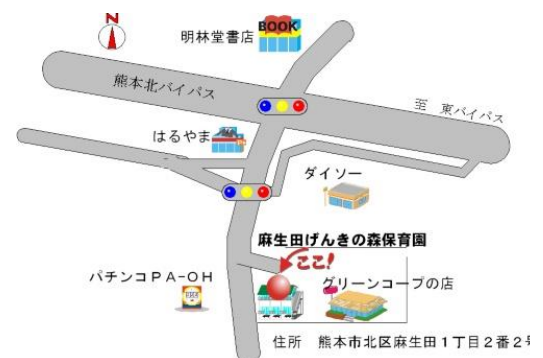 N
明林堂書店
BOOK
熊本北バイパス
至 東バイパス
はるやま
ダイソー
麻生田げんきの森保育園
ここ!
パチンコPA-OH
グリーンコープの店
住所 熊本市北区麻生田1丁目2番2